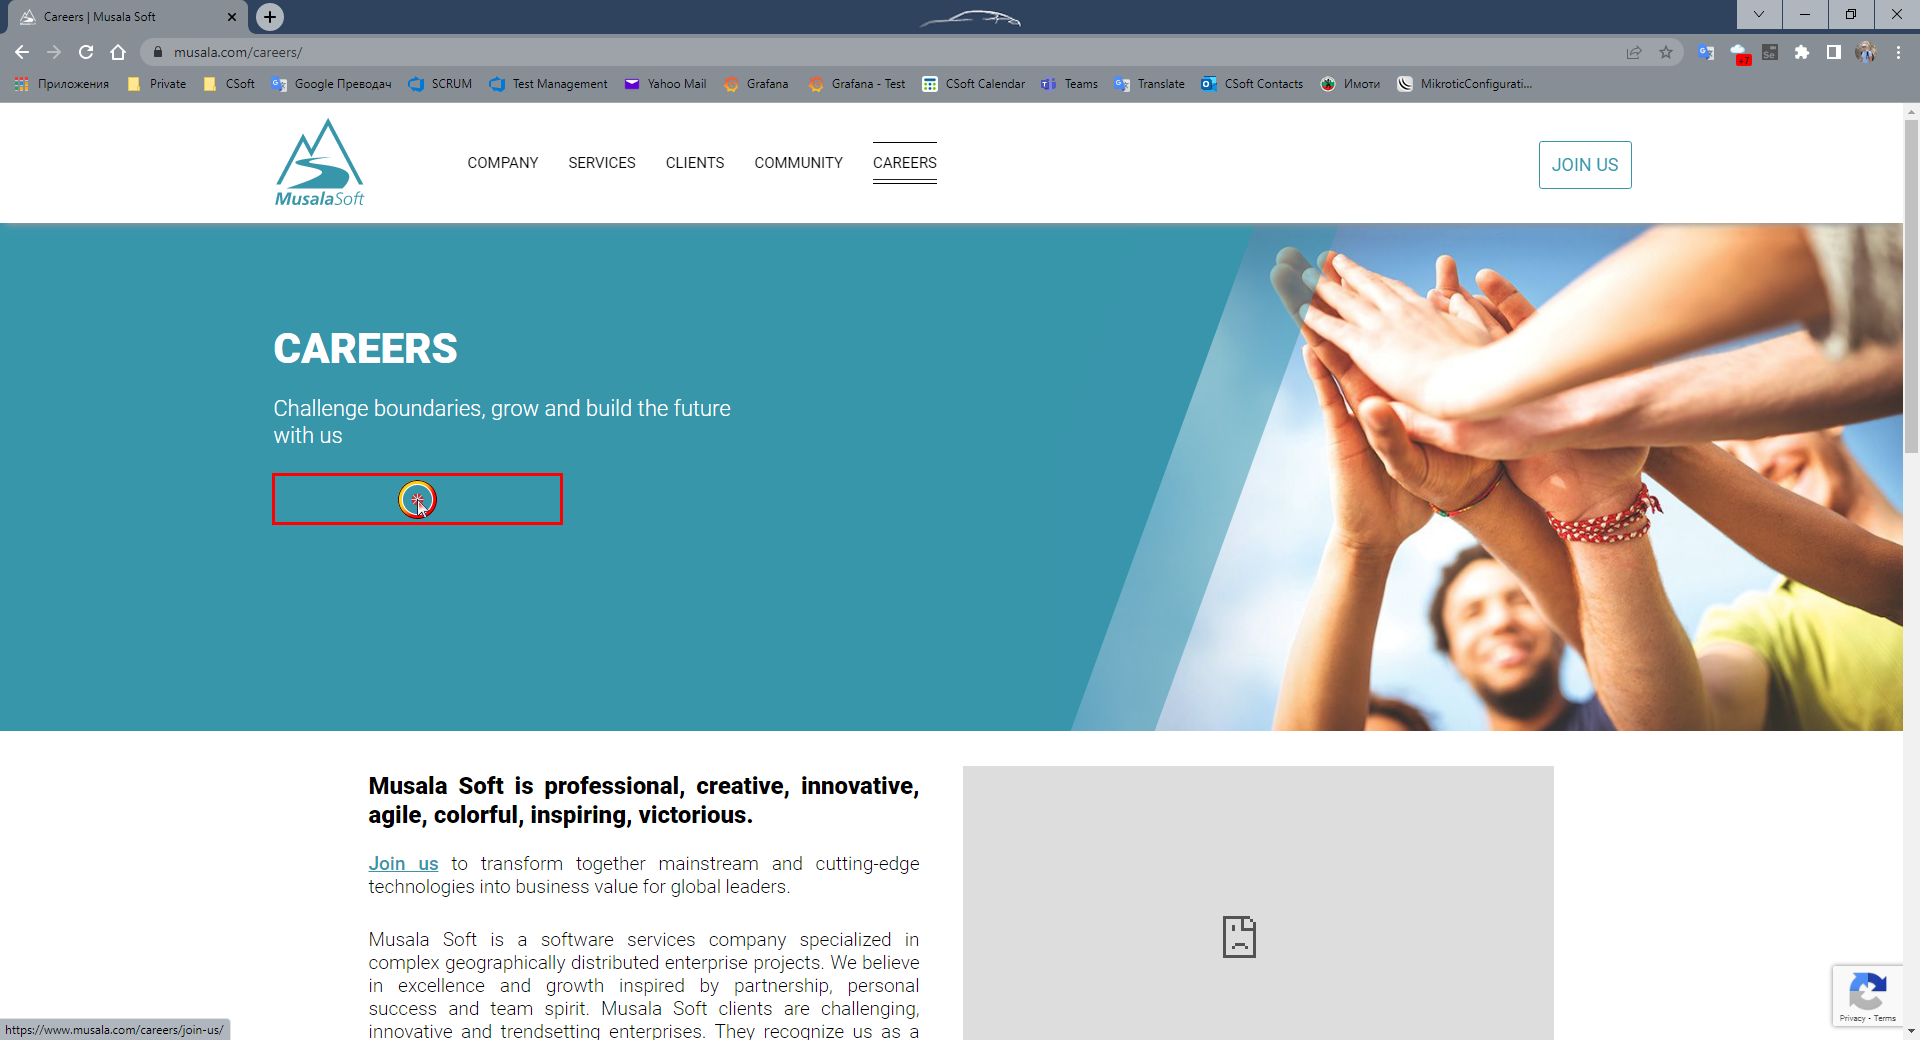 Careers | Musala Soft
musala.com/careers/
Приложения Private CSoft Google Преводач SCRUM Test Management Yahoo Mail Grafana Grafana - Test CSoft Calendar Teams Translate CSoft Contacts Имоти MikroticConfigurati...
MusalaSoft
COMPANY SERVICES CLIENTS COMMUNITY CAREERS
JOIN US
CAREERS
Challenge boundaries, grow and build the future
with us
Musala Soft is professional, creative, innovative,
agile, colorful, inspiring, victorious.
Join us to transform together mainstream and cutting-edge
technologies into business value for global leaders.
Musala Soft is a software services company specialized in
complex geographically distributed enterprise projects. We believe
in excellence and growth inspired by partnership, personal
success and team spirit. Musala Soft clients are challenging,
innovative and trendsetting enterprises. They recognize us as a
Privacy - Terms
https://www.musala.com/careers/join-us/